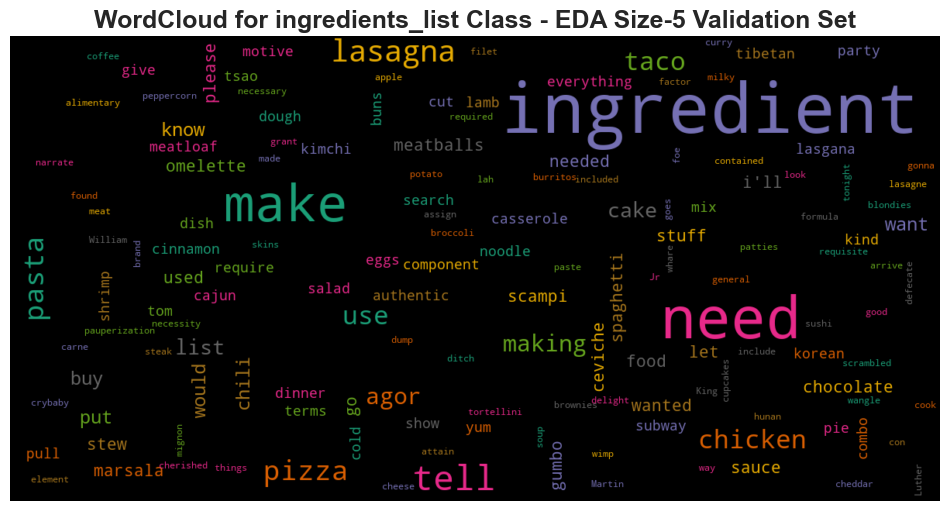 WordCloud for ingredients_list Class - EDA Size-5 Validation Set
coffee
motive
lasagna
filet
curry
tibetan
party
give
please
tsao
apple
taco
everything
factor
milky
peppercorn
necessary
alimentary
buns
cut
lamb
ingredient
dough
required
know
grant
meatloaf
made
kimchi
meatballs
needed
foe
contained
lasgana
narrate
omelette
potato
lah
burritos
included
i'll
look
tonight
gonna
lasagne
found
make
search
cake
goes
mix
blondies
meat
dish
assign
casserole
formula
want
William
brand
cinnamon
skins
broccoli
noodle
stuff
whare
patties
kind
requisite
pasta
used
require
eggs
component
paste
spaghetti
Jr
general
arrive
defecate
shrimp
cajun
salad
authentic
scampi
need
good
tom
use
sushi
pauperization
necessity
carne
steak
list
dump
making
ditch
ceviche
food
let
include
korean
scrambled
buy
would
chili
cupcakes
King
chocolate
wangle
crybaby
dinner
agor
brownies
delight
wanted
cook
put
terms
go
tortellini
hunan
mignon
cold
show
yum
soup
subway
pie
combo
stew
attain
wimp
gumbo
chicken
con
pull
marsala
cherished
things
pizza
tell
way
sauce
element
cheese
Martin
cheddar
Luther